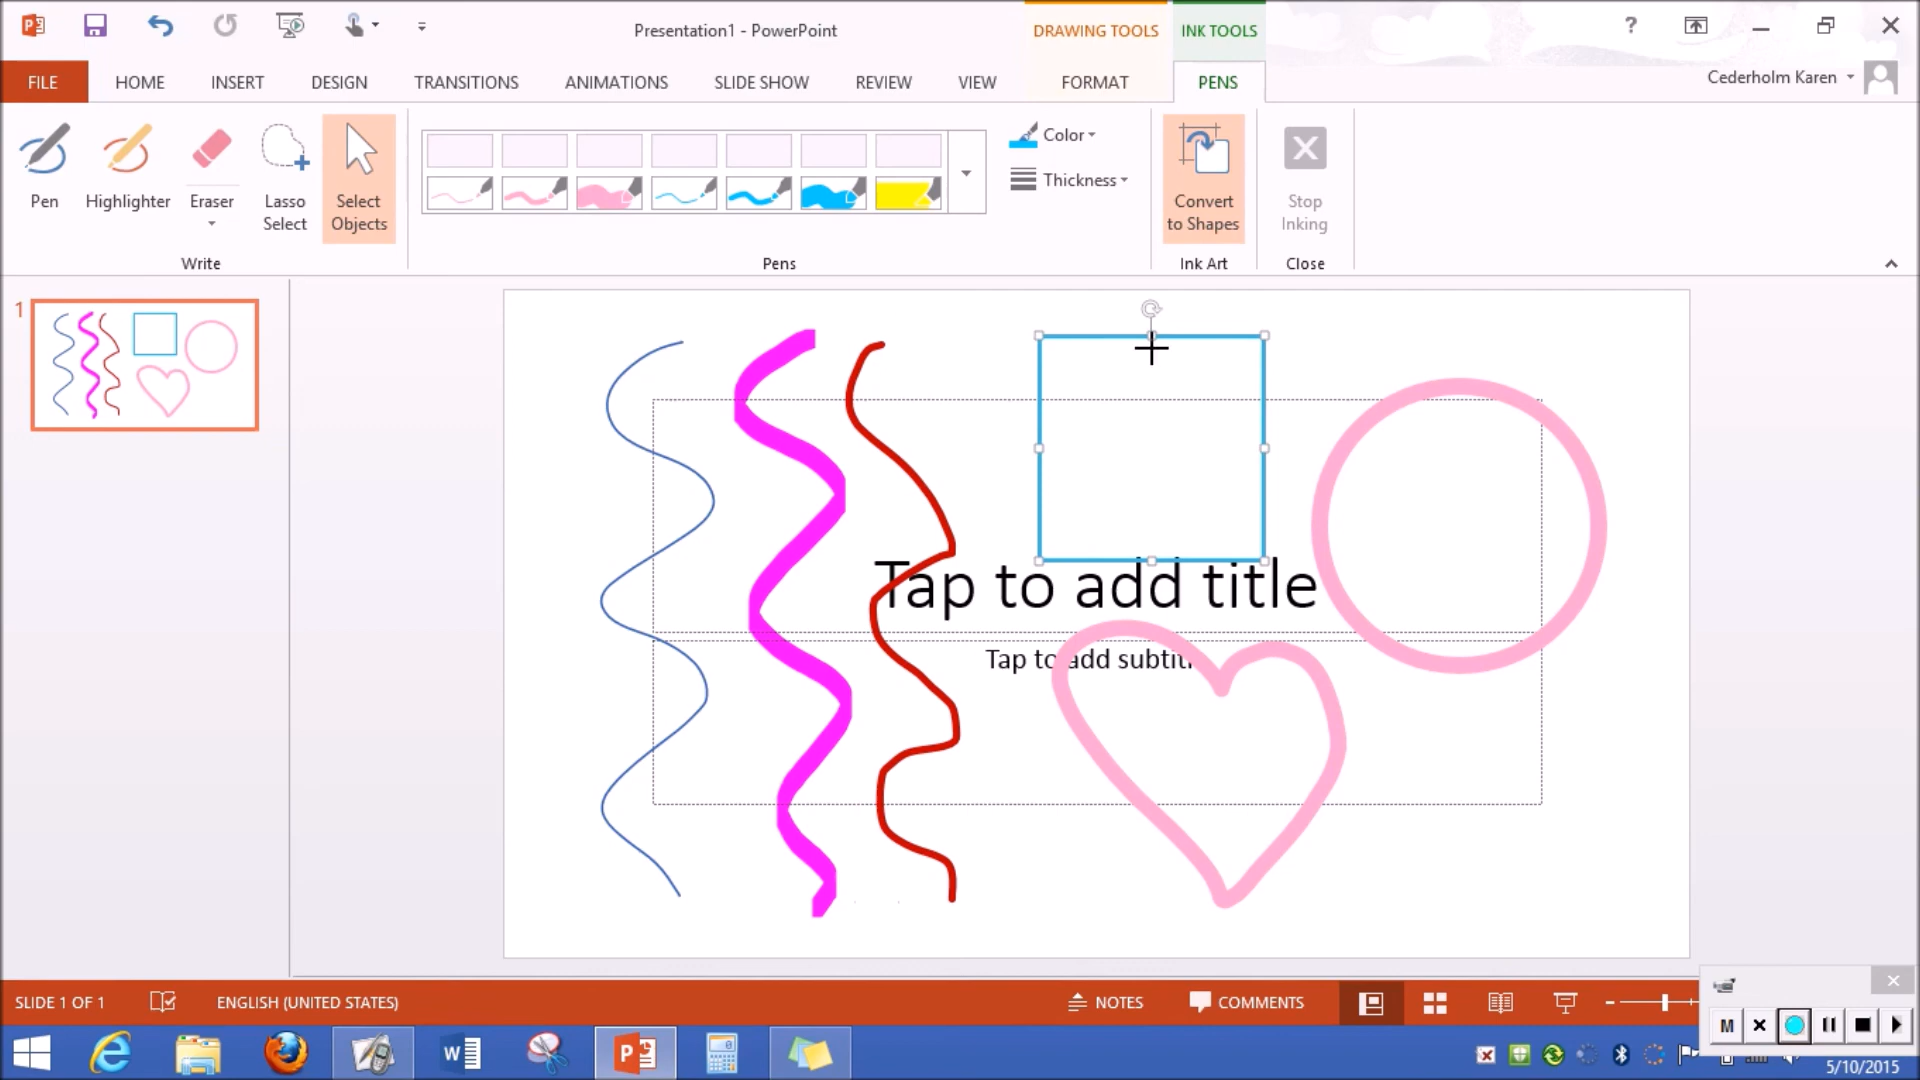 Presentation1 - PowerPoint
DRAWING TOOLS
INK TOOLS
?
FILE
HOME
INSERT
DESIGN
TRANSITIONS
ANIMATIONS
SLIDE SHOW
REVIEW
VIEW
FORMAT
PENS
Cederholm Karen
Pen
Highlighter
Eraser
Lasso
Select
Select
Objects
Color
Thickness
Convert
to Shapes
Stop
Inking
Write
Pens
Ink Art
Close
1
Tap to add title
Tap to add subtitl
SLIDE 1 OF 1
ENGLISH (UNITED STATES)
NOTES
COMMENTS
M
5/10/2015